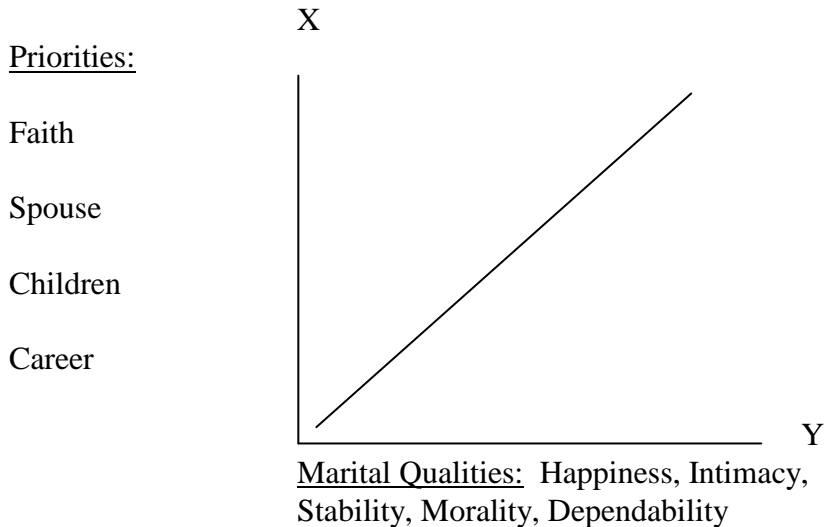 X
Priorities:
Faith
Spouse
Children
Career
Y
Marital Qualities: Happiness, Intimacy,
Stability, Morality, Dependability